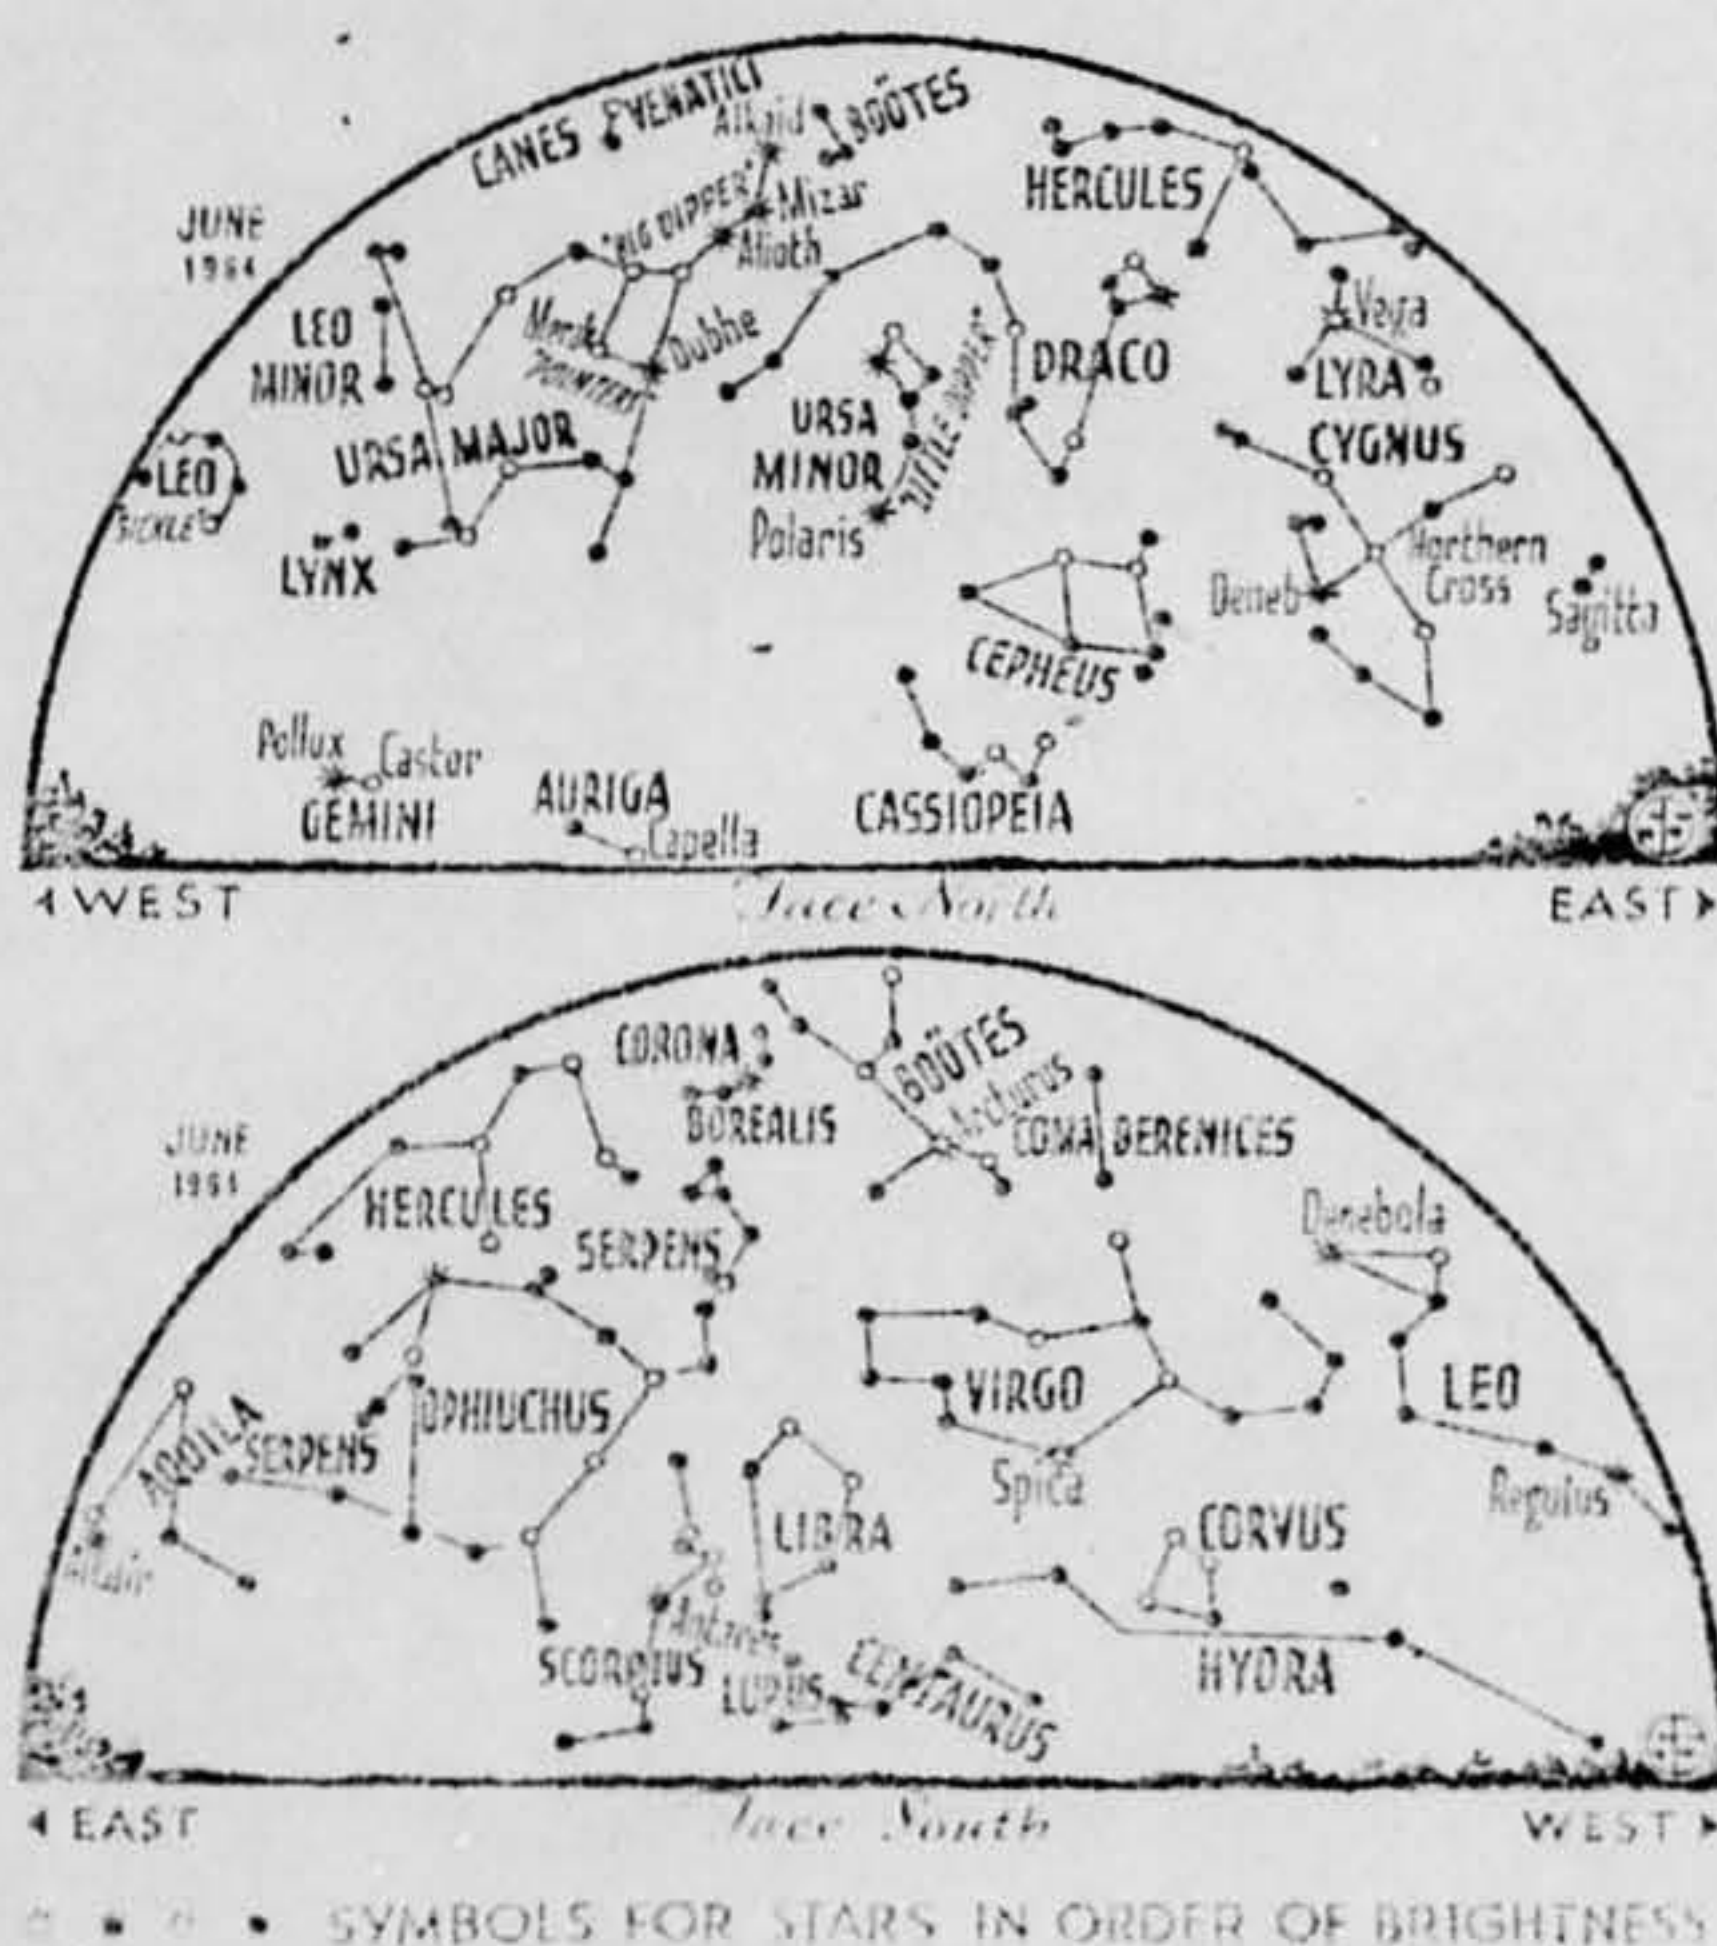 CANES VENATICI
Alkaid
BOÖTES
HERCULES
JUNE
1964
"BIG DIPPER"
Mizar
Alioth
LEO
MINOR
Merak
Dubhe
"POINTERS"
DRACO
Vega
LYRA
URSA
MINOR
"LITTLE DIPPER"
CYGNUS
URSA MAJOR
LEO
"SICKLE"
Polaris
LYNX
Northern
Cross
Deneb
Sagitta
CEPHEUS
Pollux
Castor
GEMINI
AURIGA
Capella
CASSIOPEIA
WEST
Face North
EAST
CORONA
BOREALIS
BOÖTES
Arcturus
COMA BERENICES
JUNE
1964
HERCULES
SERPENS
Denebola
VIRGO
LEO
OPHIUCHUS
AQUILA
SERPENS
Spica
Regulus
LIBRA
CORVUS
Altair
Antares
SCORPIUS
LUPUS
CENTAURUS
HYDRA
EAST
Face South
WEST
SYMBOLS FOR STARS IN ORDER OF BRIGHTNESS